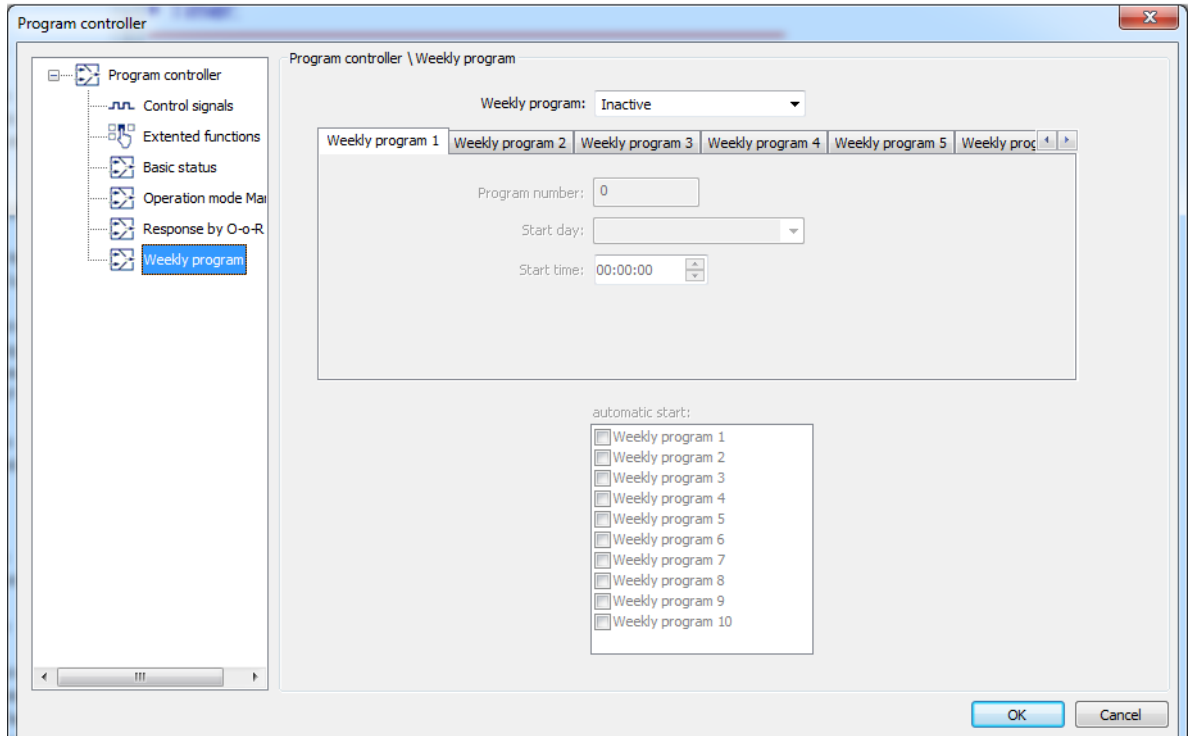 Program controller
Program controller
Control signals
Extented functions
Basic status
Operation mode Mar
Response by O-o-R
Weekly program
Program controller \ Weekly program
Weekly program: Inactive
Weekly program 1 Weekly program 2 Weekly program 3 Weekly program 4 Weekly program 5 Weekly prog
Program number: 0
Start day:
Start time: 00:00:00
automatic start:
Weekly program 1
Weekly program 2
Weekly program 3
Weekly program 4
Weekly program 5
Weekly program 6
Weekly program 7
Weekly program 8
Weekly program 9
Weekly program 10
OK Cancel